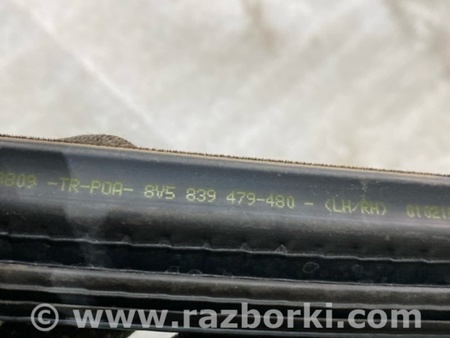 -TR-POA- 8V5 839 479-480 - (LH/RH)
© www.razborki.com/